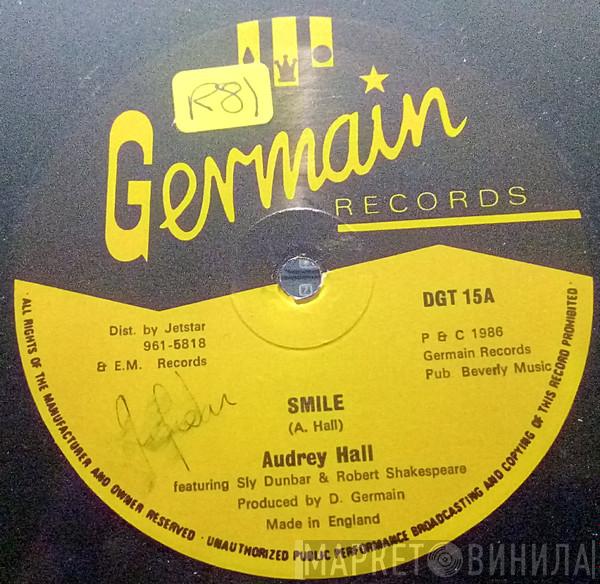 R81
Germain
RECORDS
DGT 15A
Dist. by Jetstar
961-5818
& E.M. Records
P & C 1986
Germain Records
Pub Beverly Music
SMILE
(A. Hall)
Audrey Hall
featuring Sly Dunbar & Robert Shakespeare
Produced by D. Germain
Made in England
· ALL RIGHTS OF THE MANUFACTURER AND OWNER RESERVED · UNAUTHORIZED PUBLIC PERFORMANCE BROADCASTING AND COPYING OF THIS RECORD PROHIBITED ·
МАРКЕТ ВИНИЛА